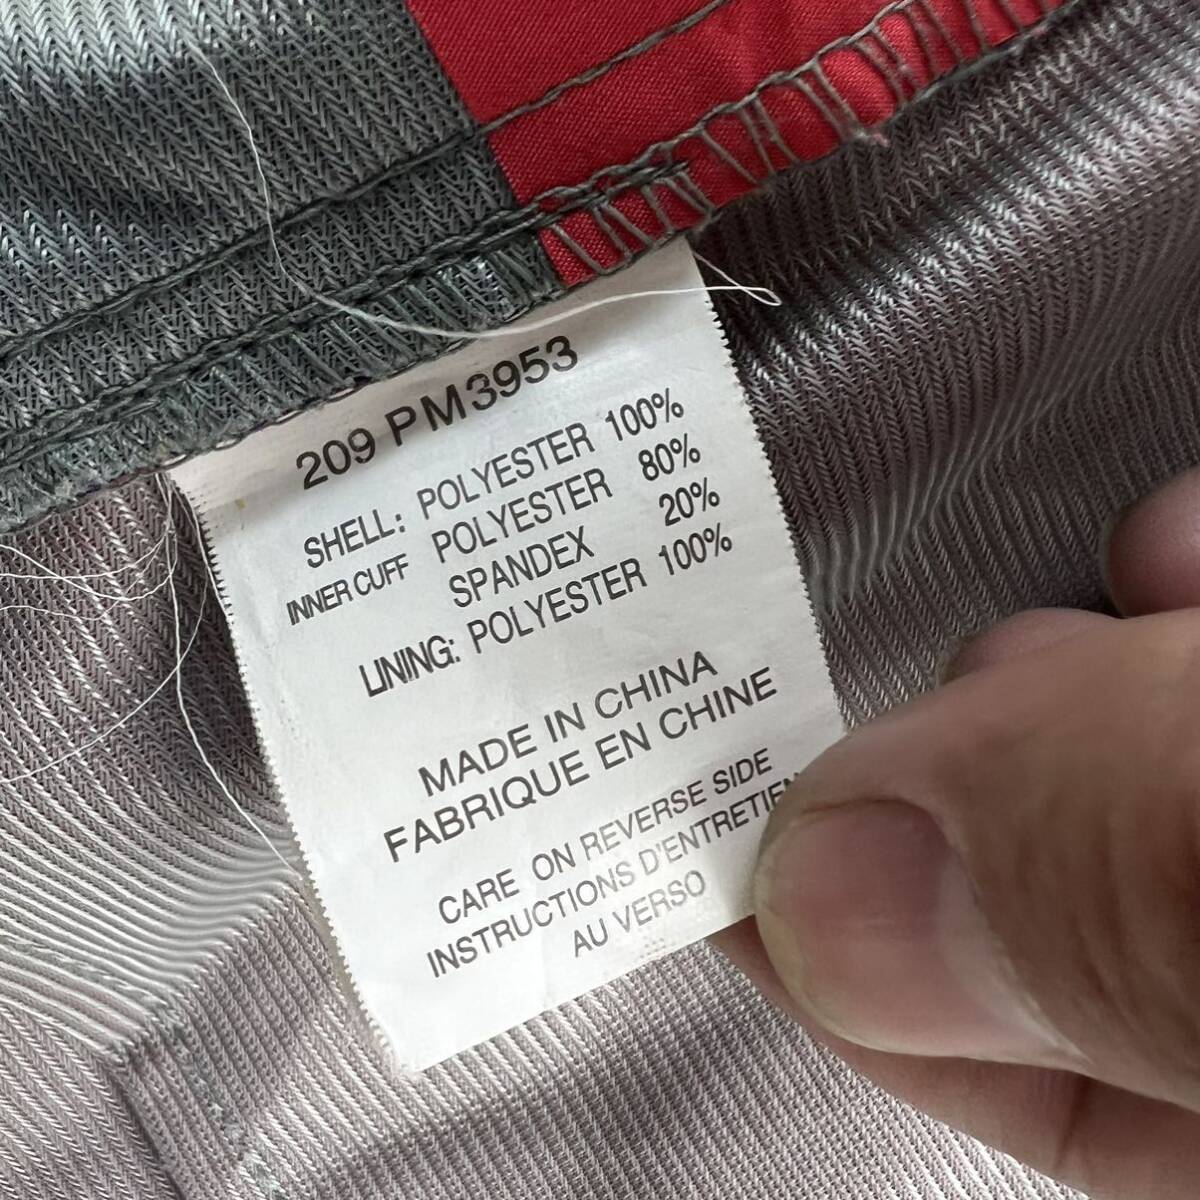 209 PM3953
SHELL: POLYESTER 100%
INNER CUFF POLYESTER 80%
SPANDEX 20%
LINING: POLYESTER 100%
MADE IN CHINA
FABRIQUE EN CHINE
CARE ON REVERSE SIDE
INSTRUCTIONS D'ENTRETIEN
AU VERSO